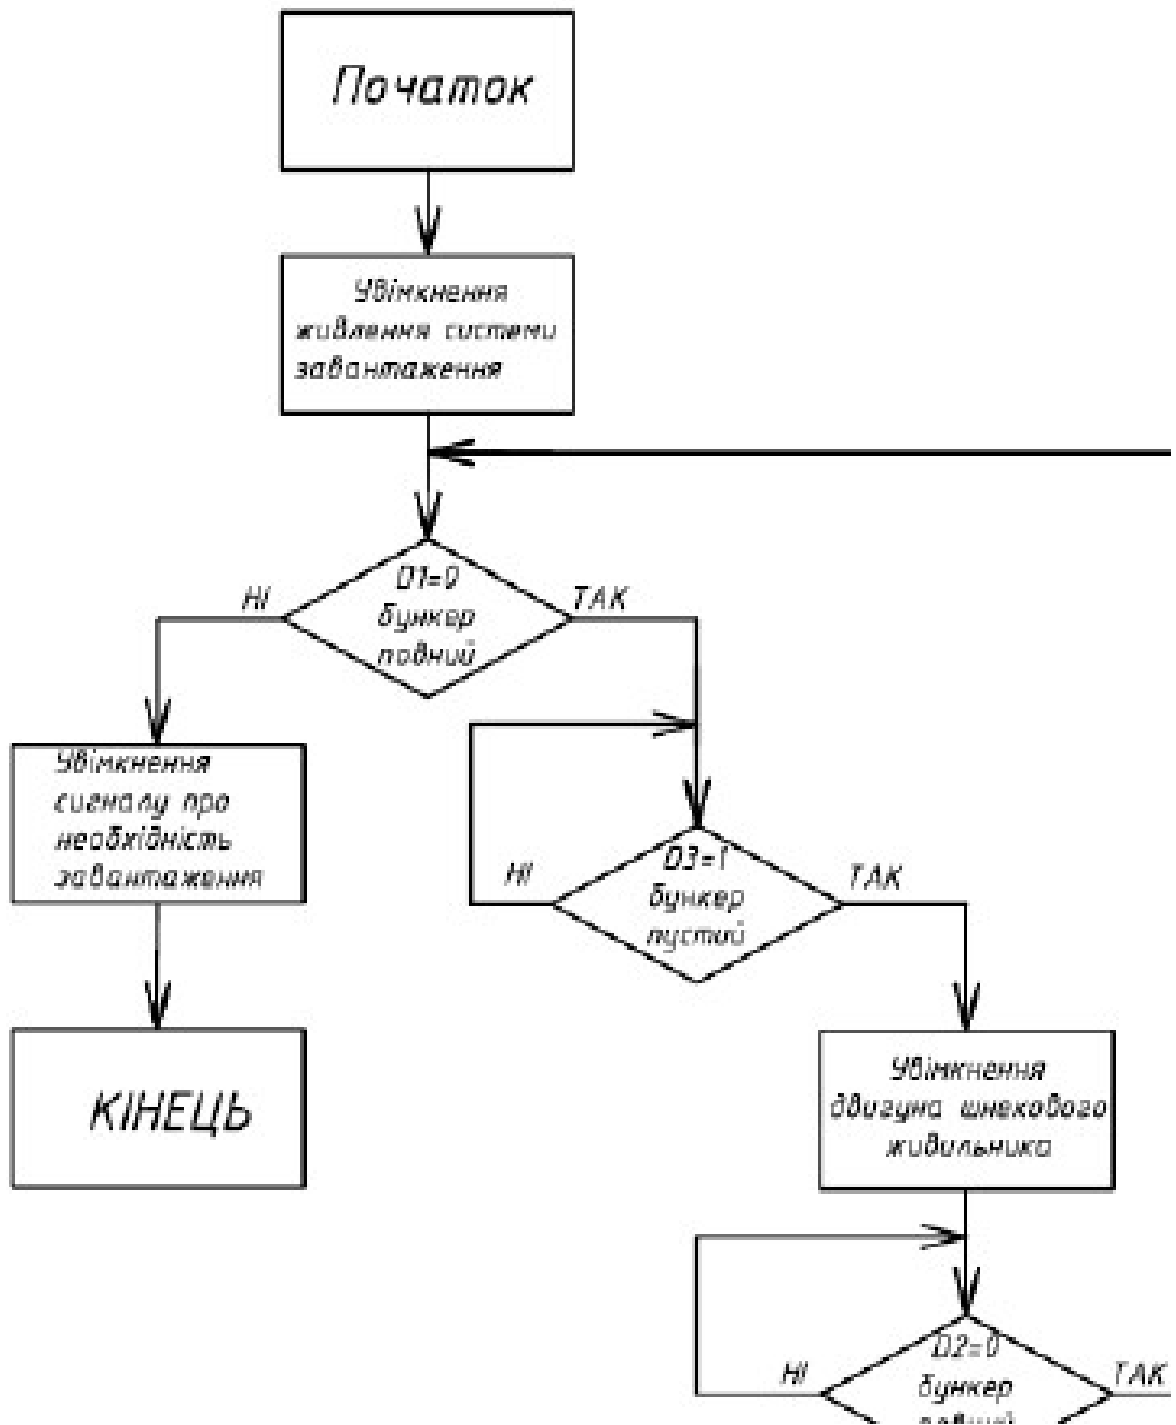 Початок
Увімкнення
живлення системи
завантаження
D1=0
бункер
повний
НІ
ТАК
Увімкнення
сигналу про
необхідність
завантаження
D3=1
бункер
пустий
НІ
ТАК
КІНЕЦЬ
Увімкнення
двигуна шнекового
живильника
D2=0
бункер
повний
НІ
ТАК